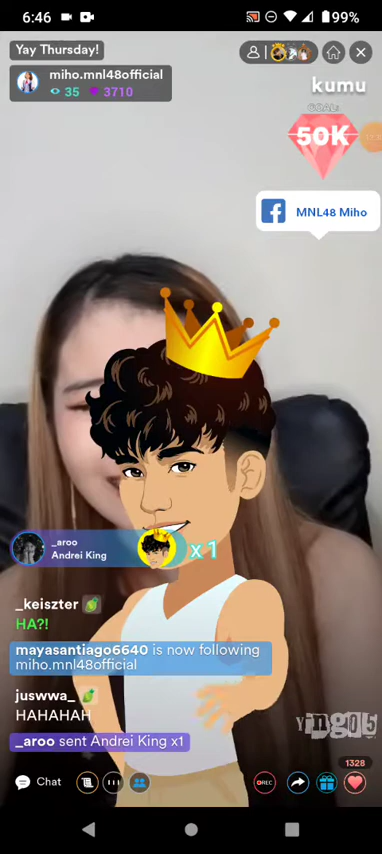 6:46
99%
Yay Thursday!
miho.mnl48official
35 3710
kumu
GOAL:
50K
MNL48 Miho
_aroo
Andrei King
x1
_keiszter
HA?!
mayasantiago6640 is now following
miho.mnl48official
juswwa_
HAHAHAH
_aroo sent Andrei King x1
1328
Chat
REC